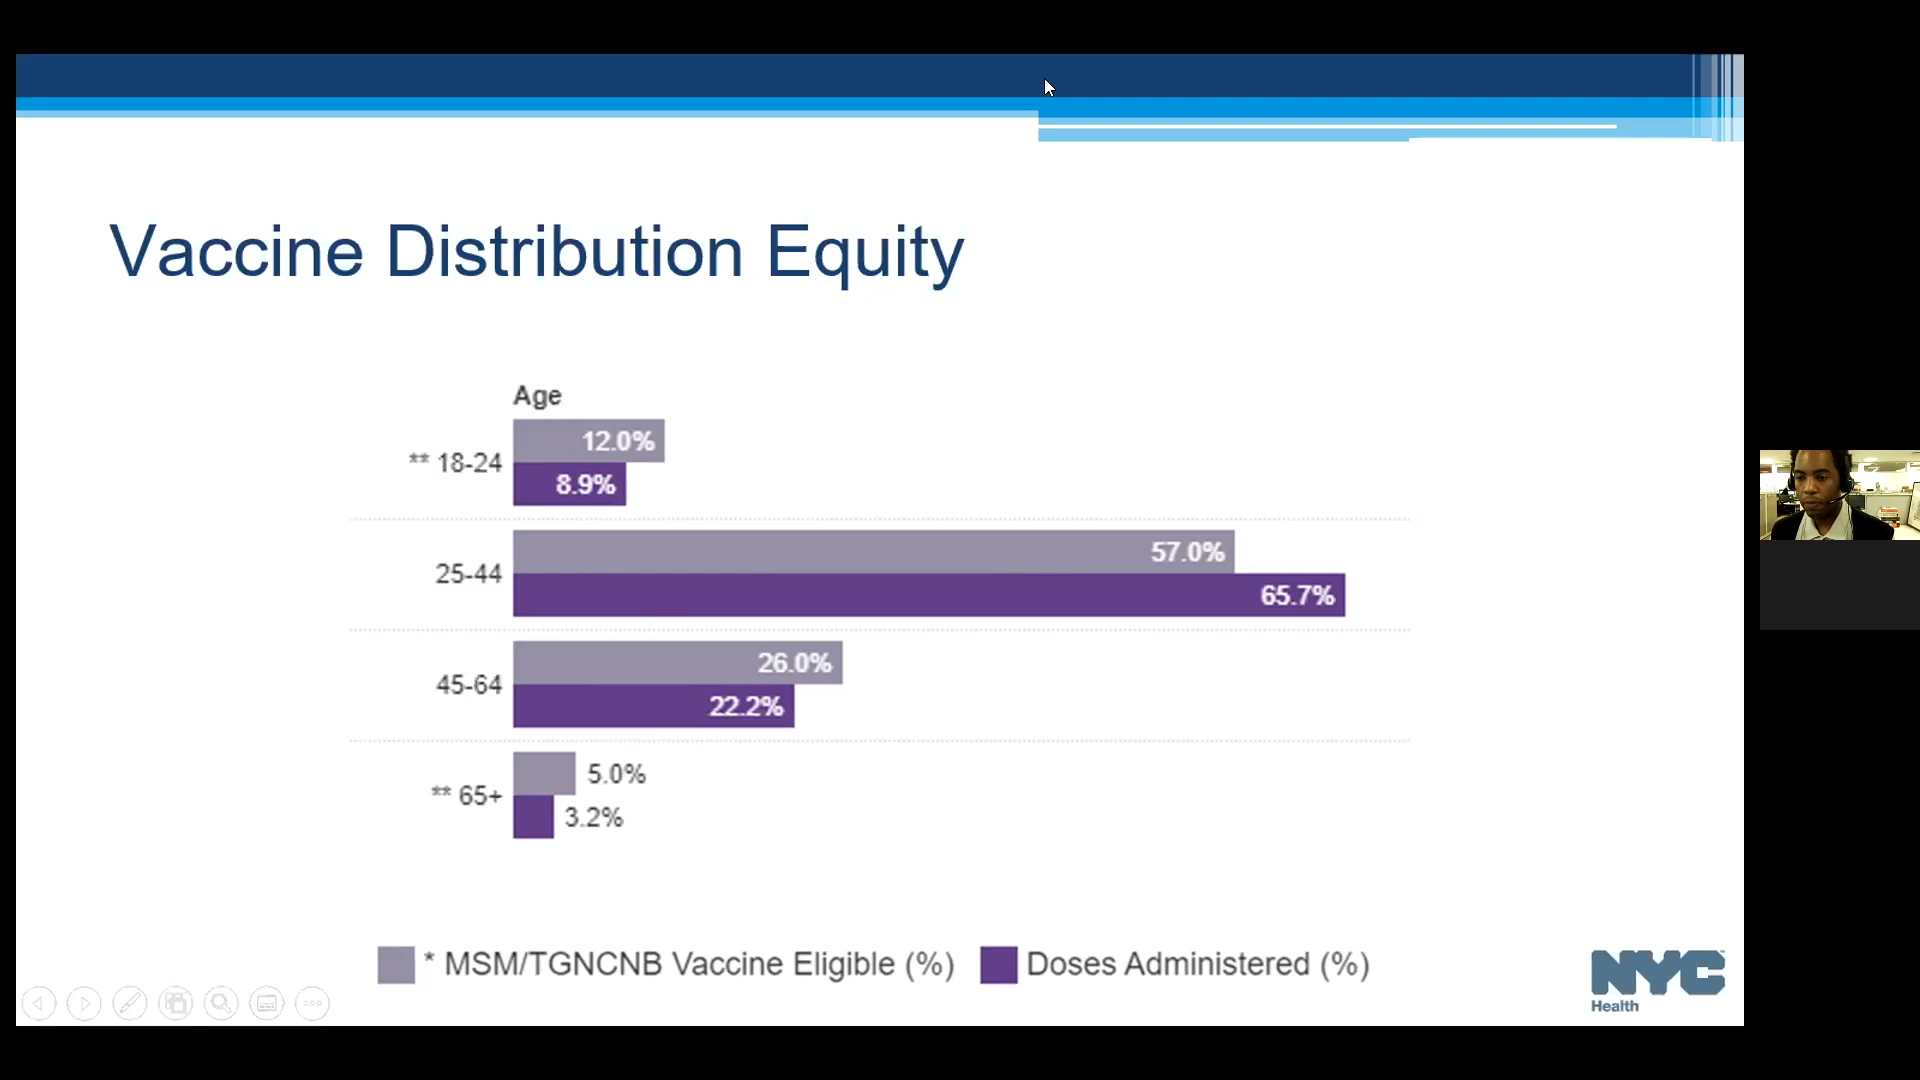 Vaccine Distribution Equity
Age
** 18-24
12.0%
8.9%
25-44
57.0%
65.7%
45-64
26.0%
22.2%
** 65+
5.0%
3.2%
* MSM/TGNCNB Vaccine Eligible (%)
Doses Administered (%)
NYC
Health